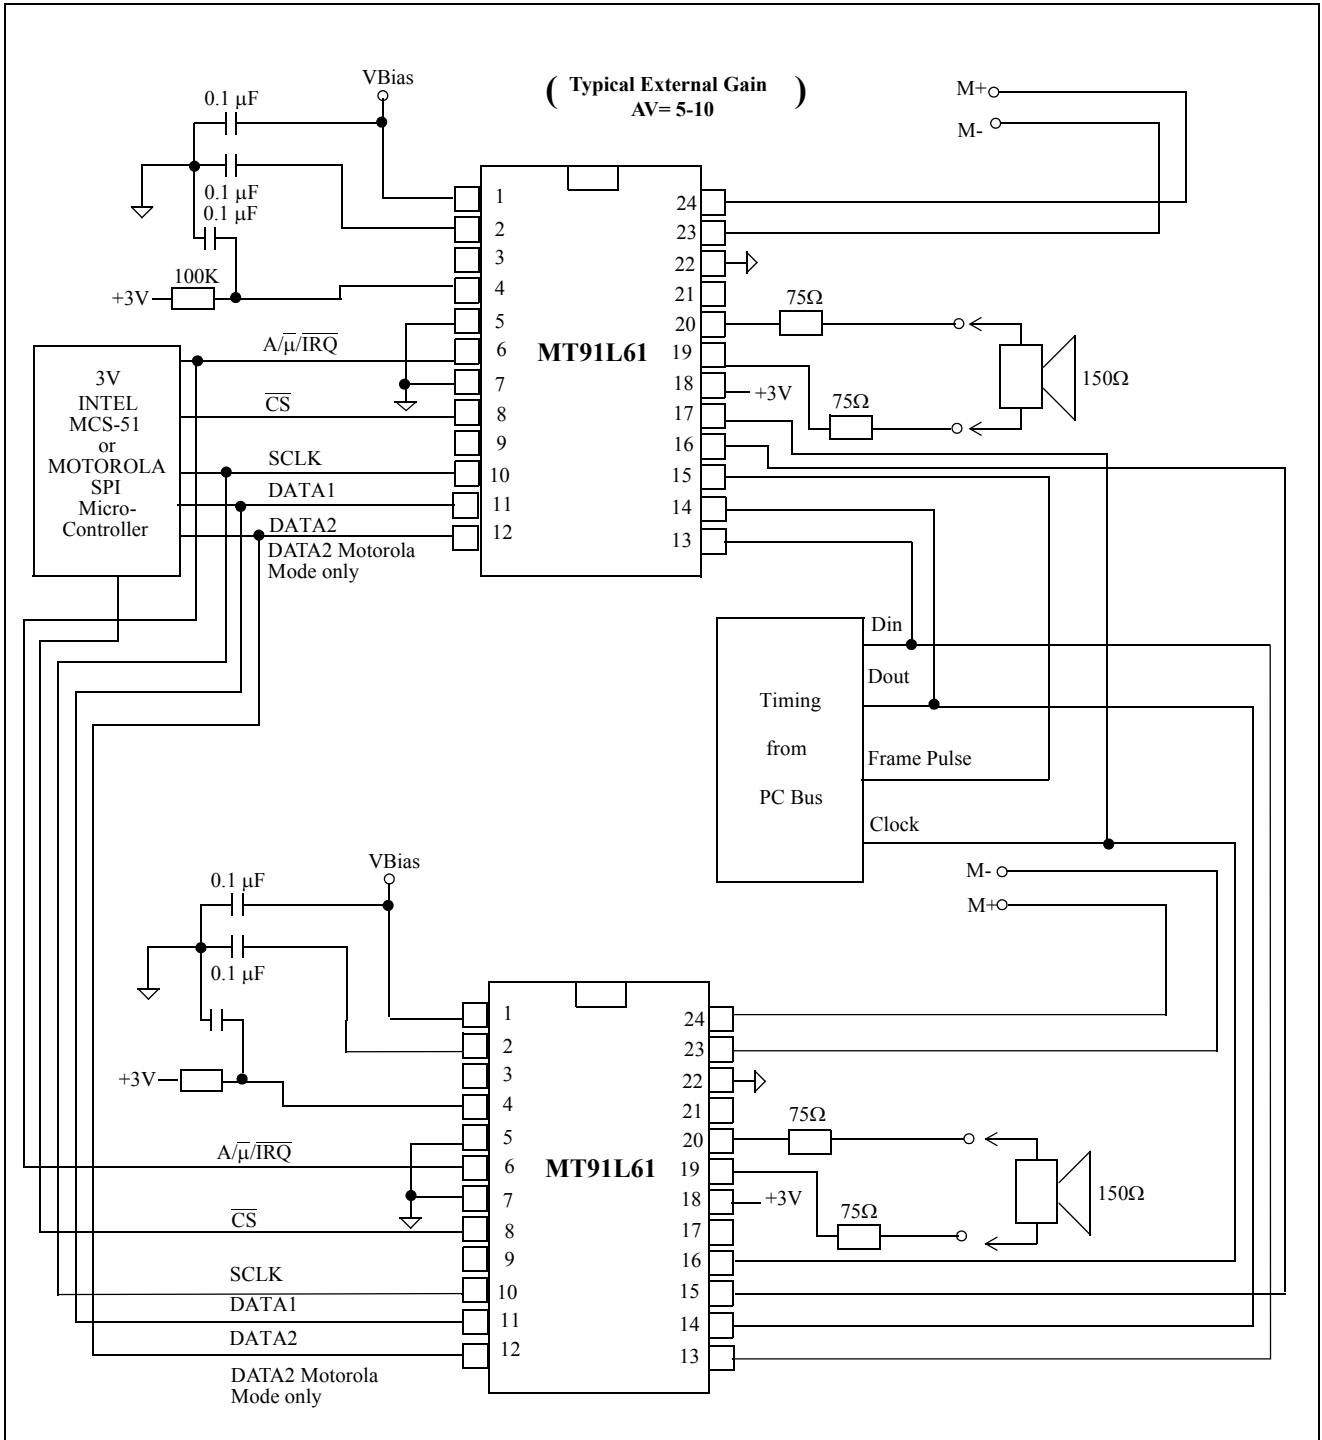 VBias
( Typical External Gain )
AV= 5-10
0.1 µF
M+
M-
0.1 µF
0.1 µF
100K
+3V
1
2
3
4
5
6
7
8
9
10
11
12
MT91L61
24
23
22
21
20
19
18
17
16
15
14
13
75Ω
75Ω
+3V
150Ω
A/μ̅/I̅R̅Q̅
C̅S̅
SCLK
DATA1
DATA2
DATA2 Motorola
Mode only
3V
INTEL
MCS-51
or
MOTOROLA
SPI
Micro-
Controller
Timing
from
PC Bus
Din
Dout
Frame Pulse
Clock
VBias
0.1 µF
0.1 µF
+3V
M-
M+
1
2
3
4
5
6
7
8
9
10
11
12
MT91L61
24
23
22
21
20
19
18
17
16
15
14
13
75Ω
75Ω
+3V
150Ω
A/μ̅/I̅R̅Q̅
C̅S̅
SCLK
DATA1
DATA2
DATA2 Motorola
Mode only